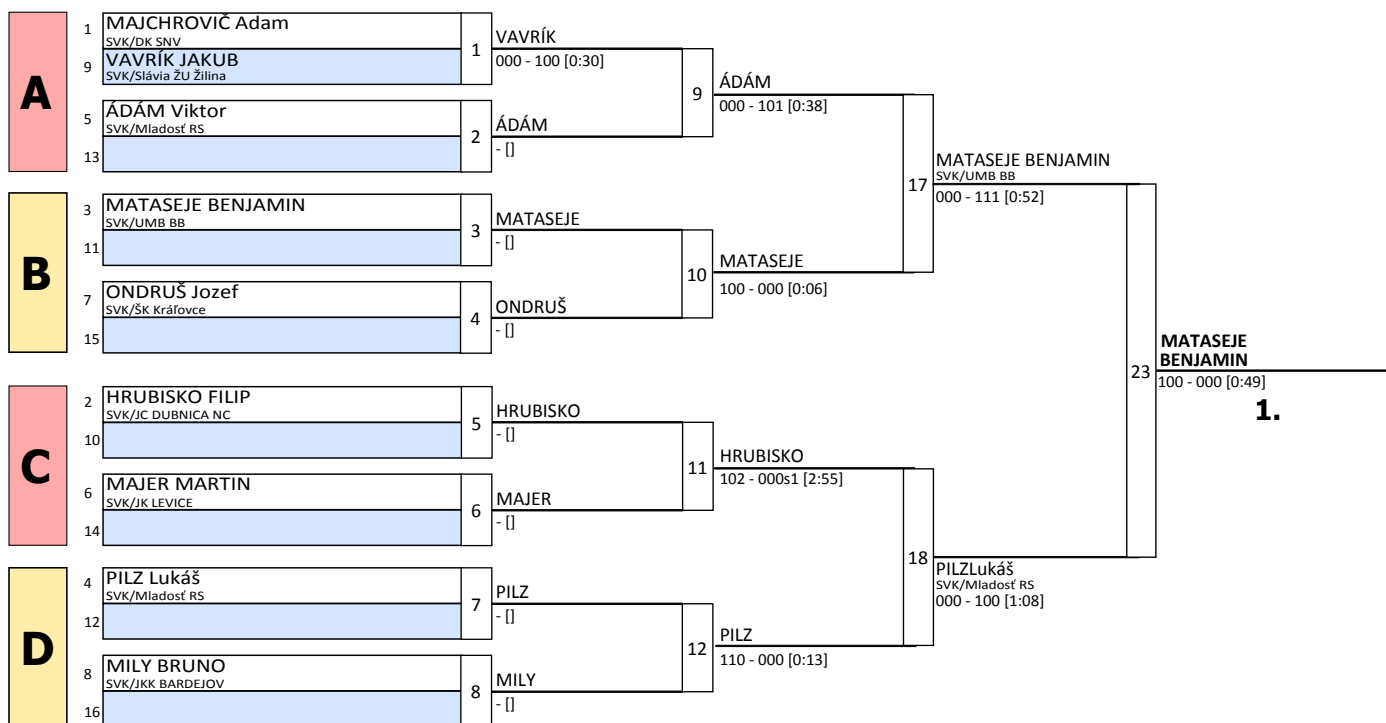 A
1
MAJCHROVIČ Adam
SVK/DK SNV
9
VAVRÍK JAKUB
SVK/Slávia ŽU Žilina
1
VAVRÍK
000 - 100 [0:30]
5
ÁDÁM Viktor
SVK/Mladosť RS
13
2
ÁDÁM
- []
9
ÁDÁM
000 - 101 [0:38]
B
3
MATASEJE BENJAMIN
SVK/UMB BB
11
3
MATASEJE
- []
7
ONDRUŠ Jozef
SVK/ŠK Kráľovce
15
4
ONDRUŠ
- []
10
MATASEJE
100 - 000 [0:06]
17
MATASEJE BENJAMIN
SVK/UMB BB
000 - 111 [0:52]
C
2
HRUBISKO FILIP
SVK/JC DUBNICA NC
10
5
HRUBISKO
- []
6
MAJER MARTIN
SVK/JK LEVICE
14
6
MAJER
- []
11
HRUBISKO
102 - 000s1 [2:55]
D
4
PILZ Lukáš
SVK/Mladosť RS
12
7
PILZ
- []
8
MILY BRUNO
SVK/JKK BARDEJOV
16
8
MILY
- []
12
PILZ
110 - 000 [0:13]
18
PILZLukáš
SVK/Mladosť RS
000 - 100 [1:08]
23
MATASEJE
BENJAMIN
100 - 000 [0:49]
1.